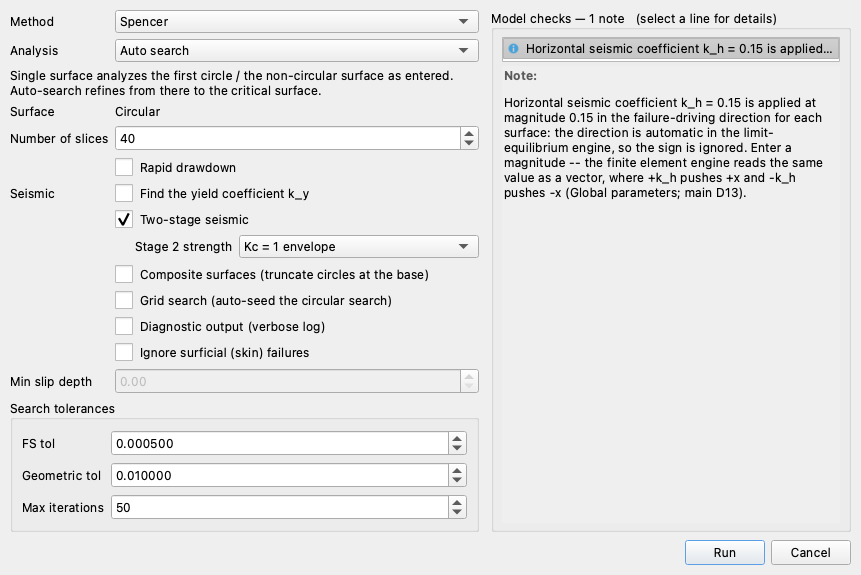 Method
Spencer
Analysis
Auto search
Single surface analyzes the first circle / the non-circular surface as entered.
Auto-search refines from there to the critical surface.
Surface
Circular
Number of slices
40
Rapid drawdown
Seismic
Find the yield coefficient k_y
Two-stage seismic
Stage 2 strength
Kc = 1 envelope
Composite surfaces (truncate circles at the base)
Grid search (auto-seed the circular search)
Diagnostic output (verbose log)
Ignore surficial (skin) failures
Min slip depth
0.00
Search tolerances
FS tol
0.000500
Geometric tol
0.010000
Max iterations
50
Model checks — 1 note   (select a line for details)
Horizontal seismic coefficient k_h = 0.15 is applied...
Note:
Horizontal seismic coefficient k_h = 0.15 is applied at
magnitude 0.15 in the failure-driving direction for each
surface: the direction is automatic in the limit-
equilibrium engine, so the sign is ignored. Enter a
magnitude -- the finite element engine reads the same
value as a vector, where +k_h pushes +x and -k_h
pushes -x (Global parameters; main D13).
Run
Cancel